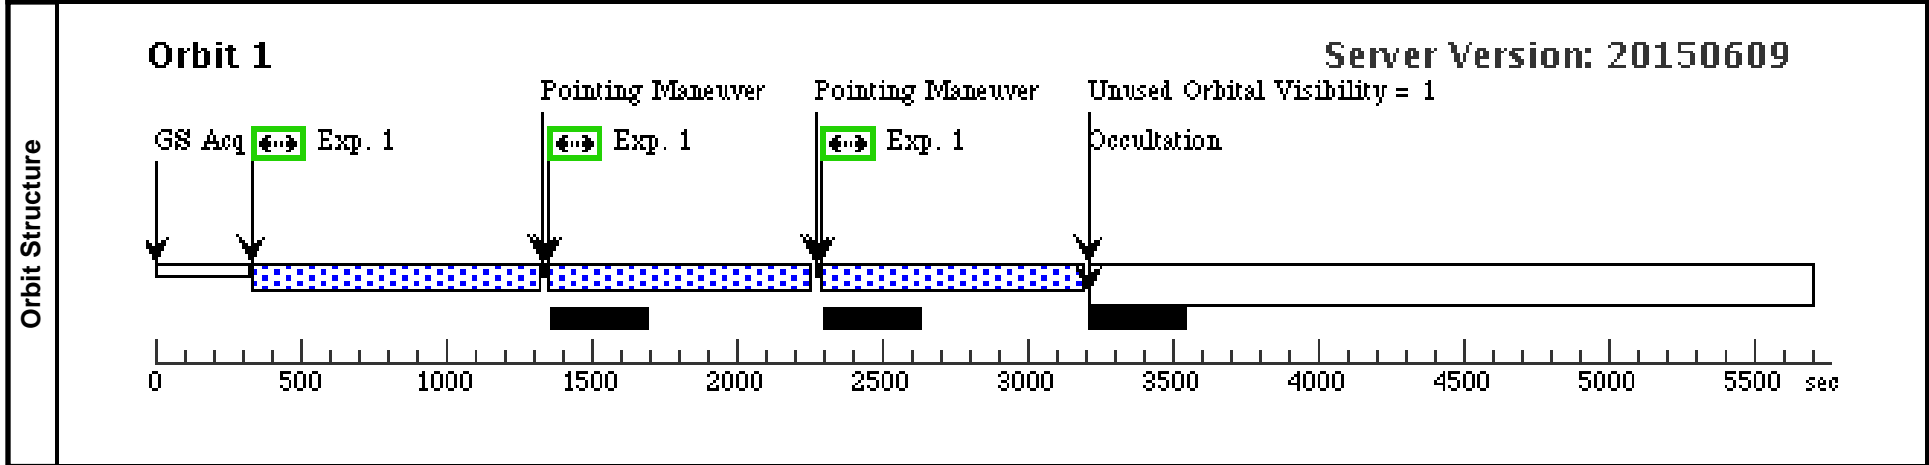 Orbit Structure
Orbit 1
Server Version: 20150609
Pointing Maneuver
Pointing Maneuver
Unused Orbital Visibility = 1
GS Acq
Exp. 1
Exp. 1
Exp. 1
Occultation
0 500 1000 1500 2000 2500 3000 3500 4000 4500 5000 5500 sec